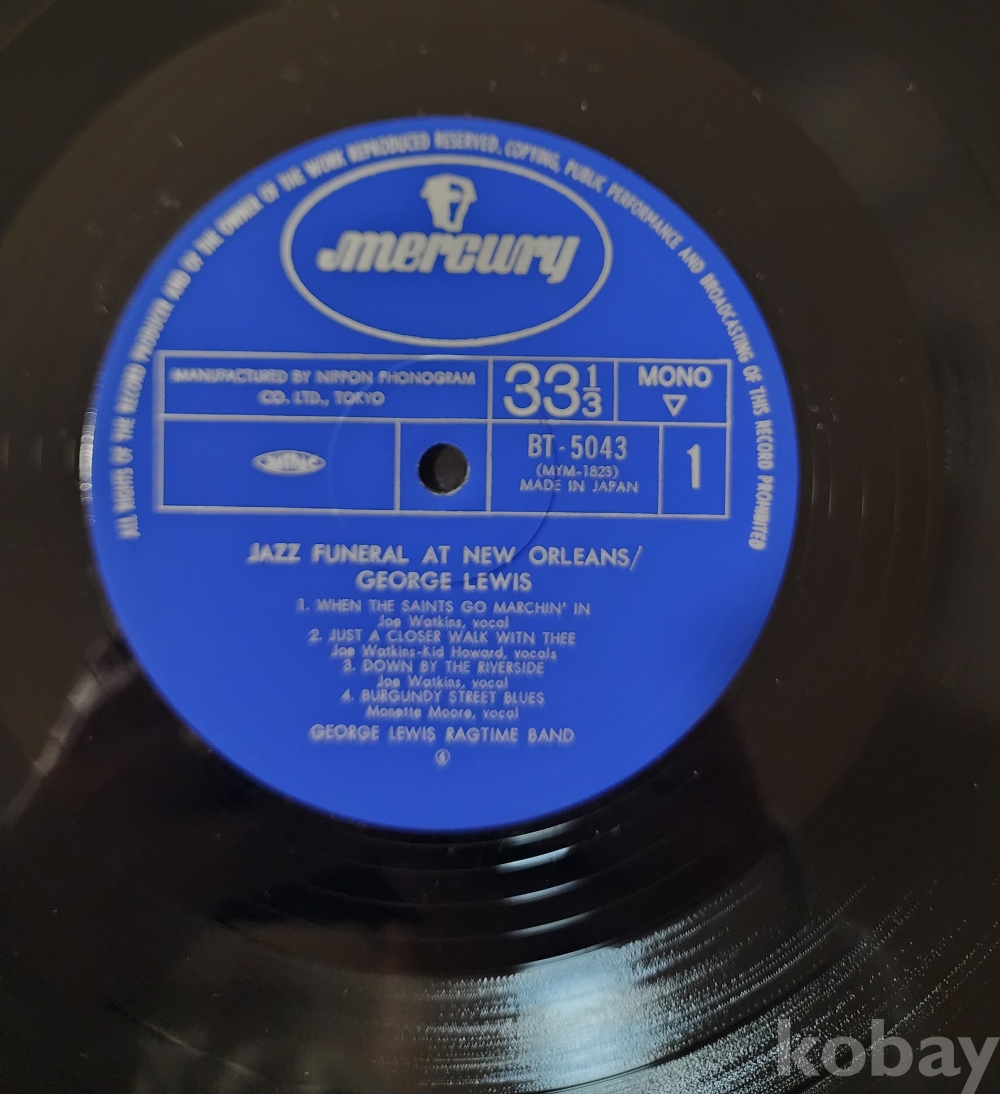 ALL RIGHTS OF THE RECORD PRODUCER AND OF THE OWNER OF THE WORK REPRODUCED RESERVED. COPYING, PUBLIC PERFORMANCE AND BROADCASTING OF THIS RECORD PROHIBITED
mercury
MANUFACTURED BY NIPPON PHONOGRAM
CO. LTD., TOKYO
33 1/3
MONO
▽
BT-5043
(MYM-1823)
MADE IN JAPAN
1
JAZZ FUNERAL AT NEW ORLEANS/
GEORGE LEWIS
1. WHEN THE SAINTS GO MARCHIN' IN
Joe Watkins, vocal
2. JUST A CLOSER WALK WITH THEE
Joe Watkins-Kid Howard, vocals
3. DOWN BY THE RIVERSIDE
Joe Watkins, vocal
4. BURGUNDY STREET BLUES
Monette Moore, vocal
GEORGE LEWIS RAGTIME BAND
kobay